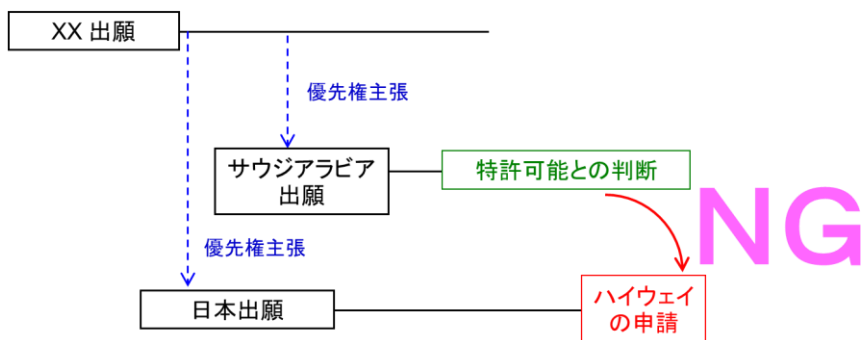 XX 出願
優先権主張
サウジアラビア
出願
特許可能との判断
NG
優先権主張
日本出願
ハイウェイ
の申請